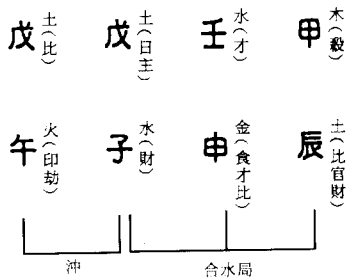 甲 木(殺)
壬 水(才)
戊 土(日主)
戊 土(比)
辰 土(比官財)
申 金(食才比)
子 水(財)
午 火(印劫)
合水局
沖